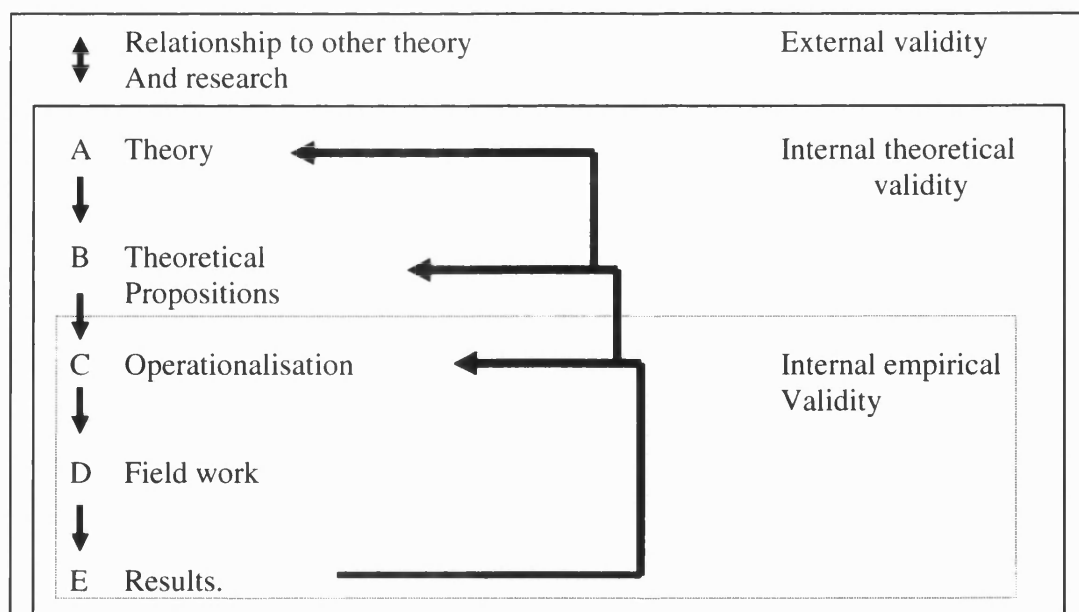 Relationship to other theory External validity
And research
A Theory Internal theoretical
validity
B Theoretical
Propositions
C Operationalisation Internal empirical
Validity
D Field work
E Results.